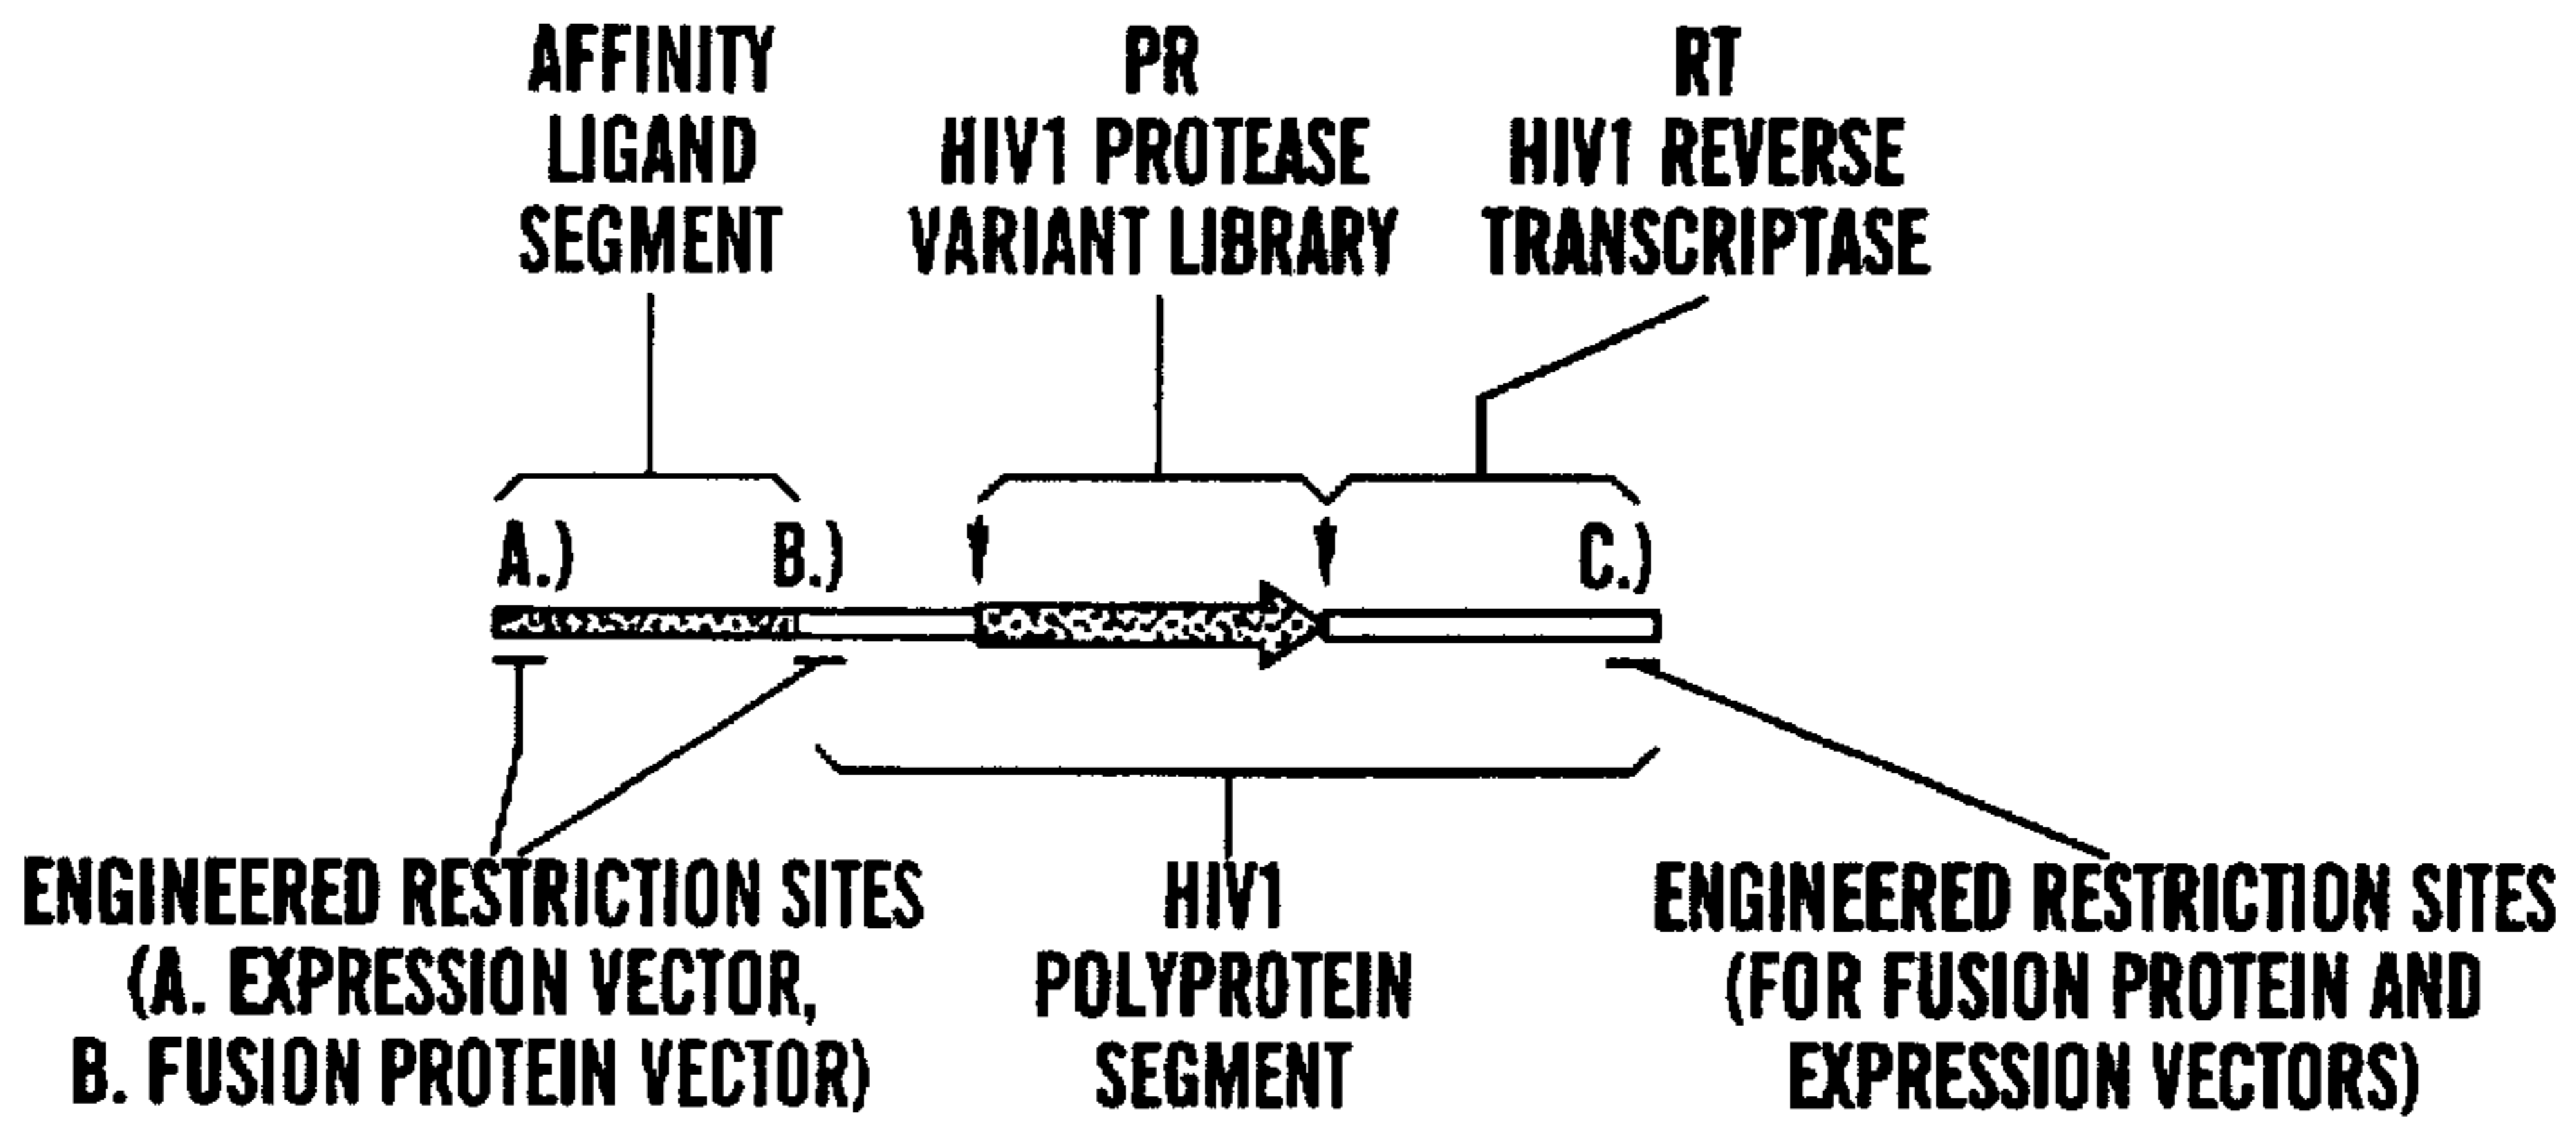 AFFINITY
LIGAND
SEGMENT
PR
HIV1 PROTEASE
VARIANT LIBRARY
RT
HIV1 REVERSE
TRANSCRIPTASE
A.)
B.)
C.)
ENGINEERED RESTRICTION SITES
(A. EXPRESSION VECTOR,
B. FUSION PROTEIN VECTOR)
HIV1
POLYPROTEIN
SEGMENT
ENGINEERED RESTRICTION SITES
(FOR FUSION PROTEIN AND
EXPRESSION VECTORS)